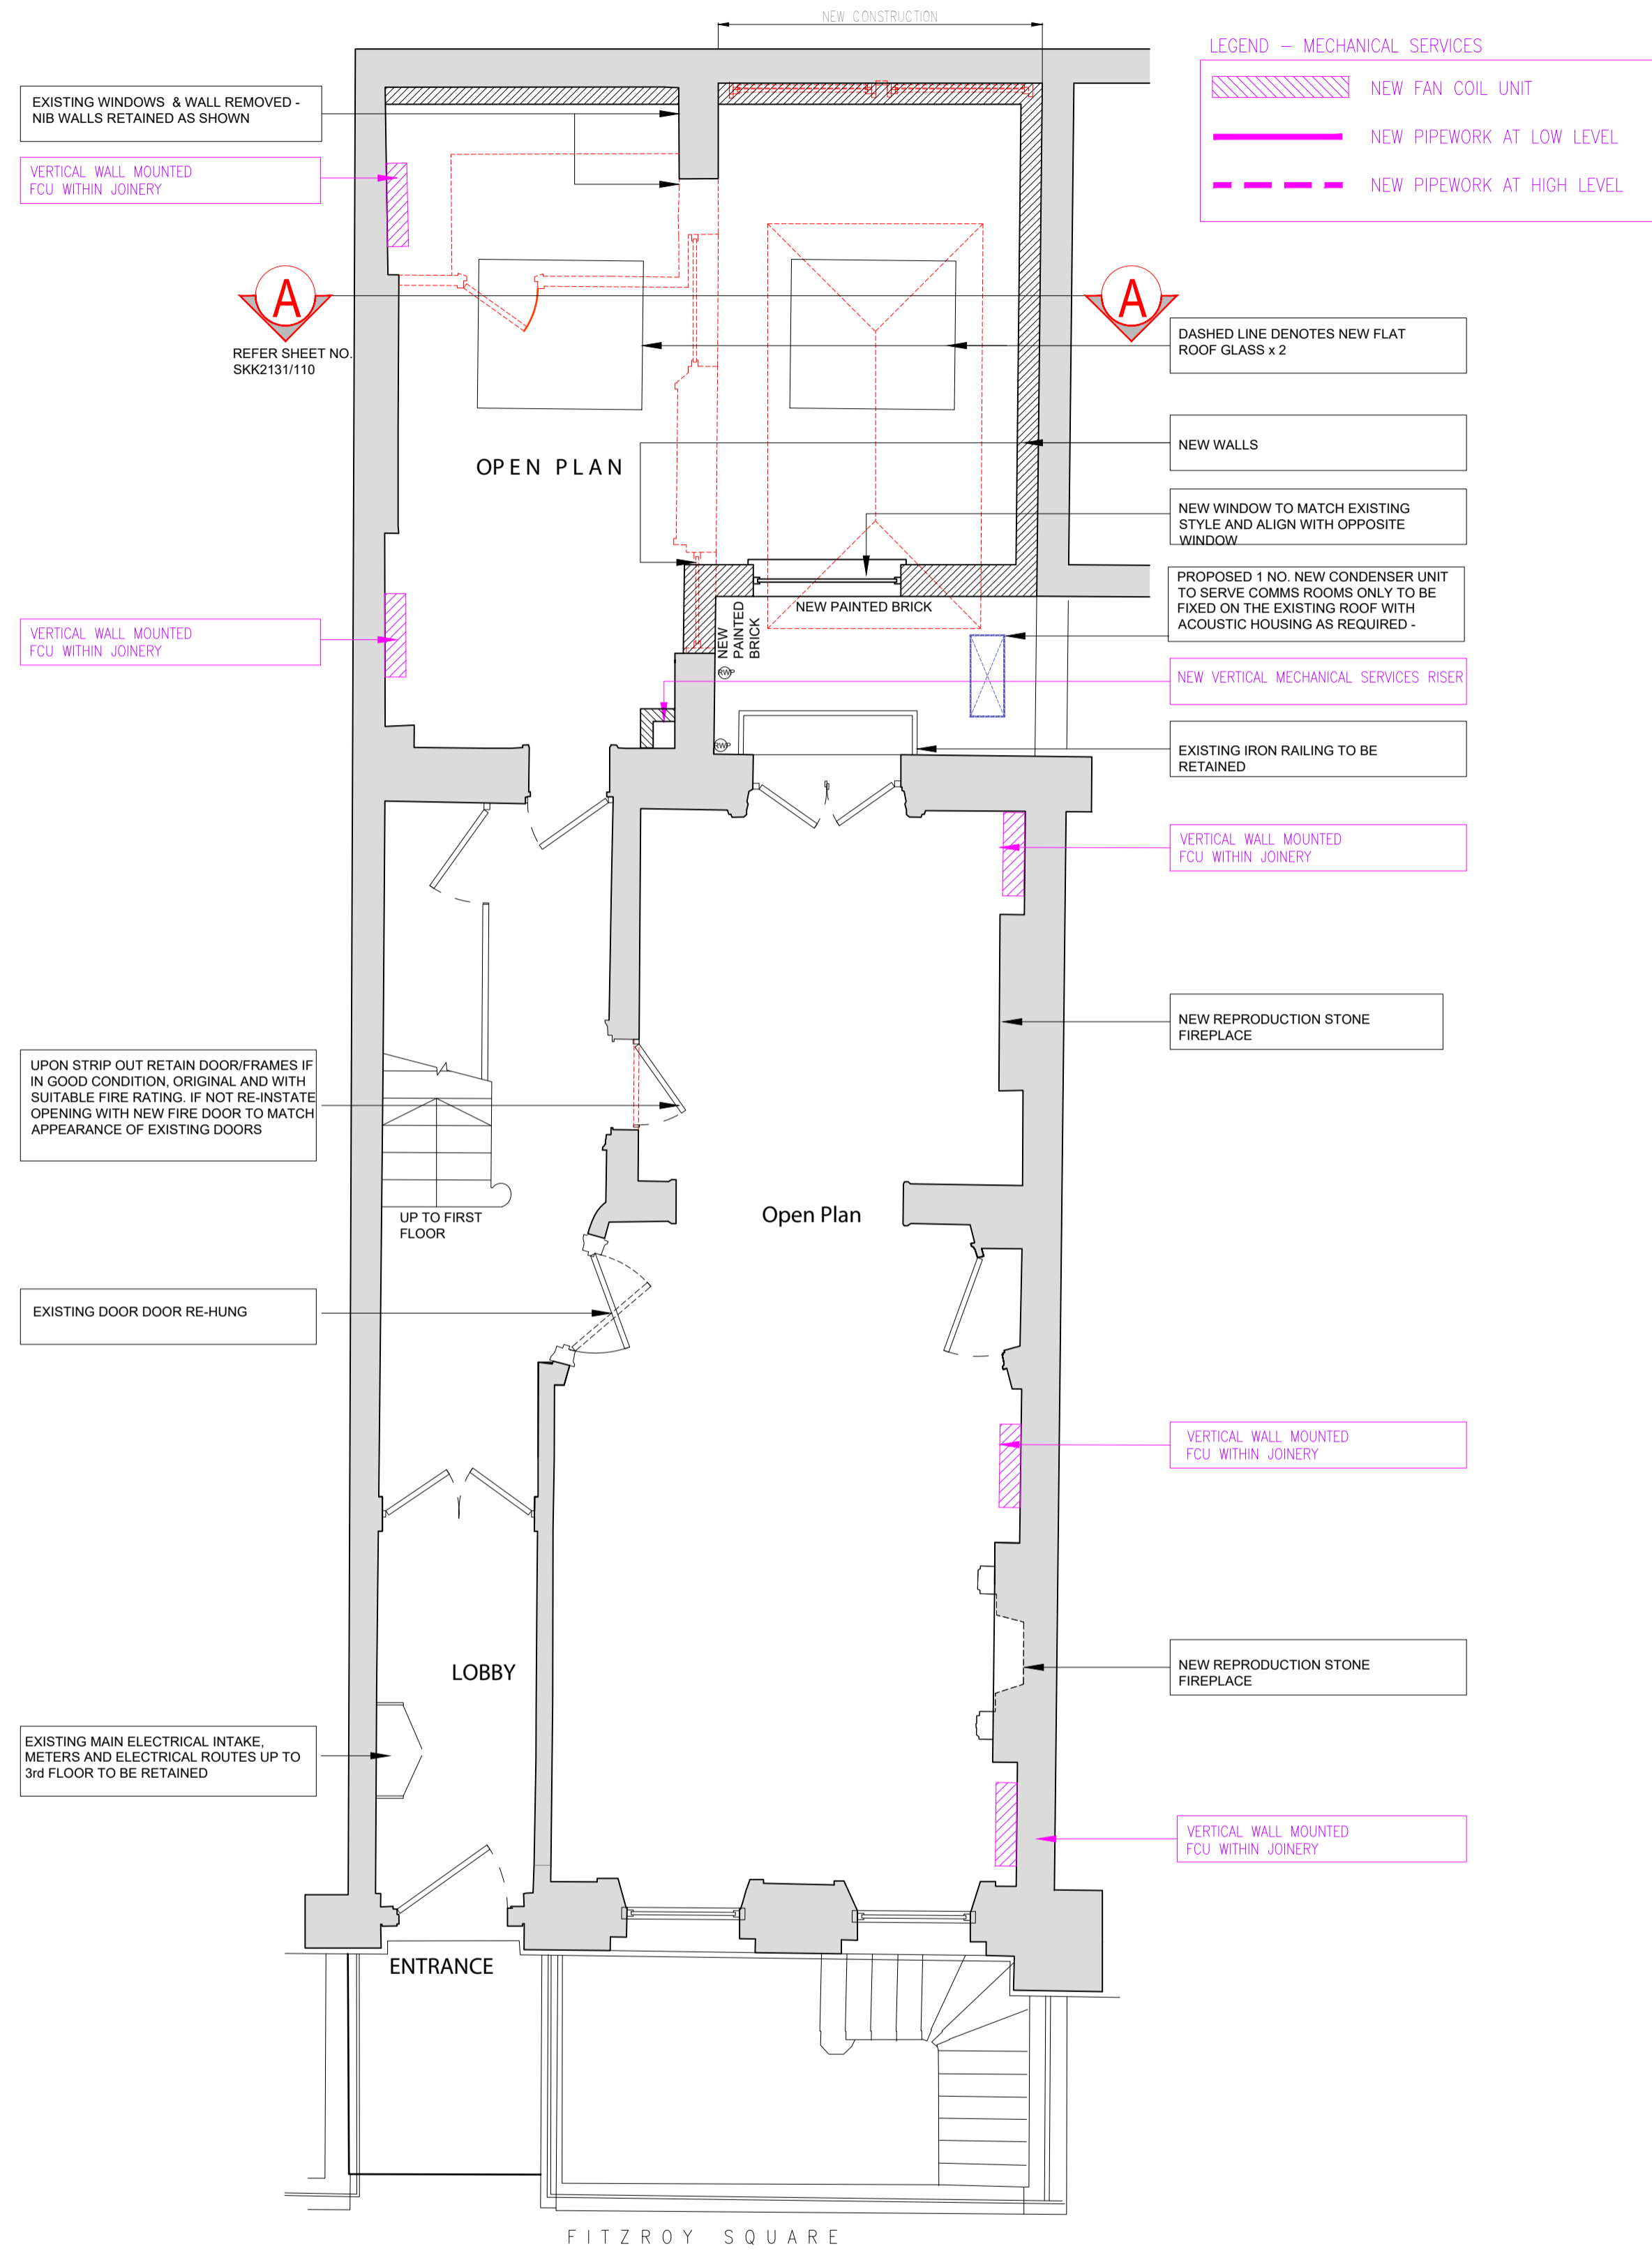 NEW CONSTRUCTION
LEGEND - MECHANICAL SERVICES
NEW FAN COIL UNIT
NEW PIPEWORK AT LOW LEVEL
NEW PIPEWORK AT HIGH LEVEL
EXISTING WINDOWS & WALL REMOVED -
NIB WALLS RETAINED AS SHOWN
VERTICAL WALL MOUNTED
FCU WITHIN JOINERY
A
A
REFER SHEET NO.
SKK2131/110
DASHED LINE DENOTES NEW FLAT
ROOF GLASS x 2
NEW WALLS
OPEN PLAN
NEW WINDOW TO MATCH EXISTING
STYLE AND ALIGN WITH OPPOSITE
WINDOW
PROPOSED 1 NO. NEW CONDENSER UNIT
TO SERVE COMMS ROOMS ONLY TO BE
FIXED ON THE EXISTING ROOF WITH
ACOUSTIC HOUSING AS REQUIRED -
NEW PAINTED BRICK
NEW
PAINTED
BRICK
VERTICAL WALL MOUNTED
FCU WITHIN JOINERY
RWP
NEW VERTICAL MECHANICAL SERVICES RISER
RWP
EXISTING IRON RAILING TO BE
RETAINED
VERTICAL WALL MOUNTED
FCU WITHIN JOINERY
NEW REPRODUCTION STONE
FIREPLACE
UPON STRIP OUT RETAIN DOOR/FRAMES IF
IN GOOD CONDITION, ORIGINAL AND WITH
SUITABLE FIRE RATING. IF NOT RE-INSTATE
OPENING WITH NEW FIRE DOOR TO MATCH
APPEARANCE OF EXISTING DOORS
UP TO FIRST
FLOOR
Open Plan
EXISTING DOOR DOOR RE-HUNG
VERTICAL WALL MOUNTED
FCU WITHIN JOINERY
LOBBY
NEW REPRODUCTION STONE
FIREPLACE
EXISTING MAIN ELECTRICAL INTAKE,
METERS AND ELECTRICAL ROUTES UP TO
3rd FLOOR TO BE RETAINED
VERTICAL WALL MOUNTED
FCU WITHIN JOINERY
ENTRANCE
FITZROY SQUARE